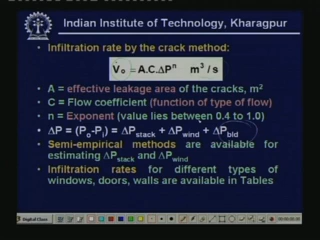 Indian Institute of Technology, Kharagpur
• Infiltration rate by the crack method:
V̇o = A.C.ΔPⁿ m³ / s
• A = effective leakage area of the cracks, m²
• C = Flow coefficient (function of type of flow)
• n = Exponent (value lies between 0.4 to 1.0)
• ΔP = (Po-Pi) = ΔPstack + ΔPwind + ΔPbld
• Semi-empirical methods are available for
estimating ΔPstack and ΔPwind
• Infiltration rates for different types of
windows, doors, walls are available in Tables